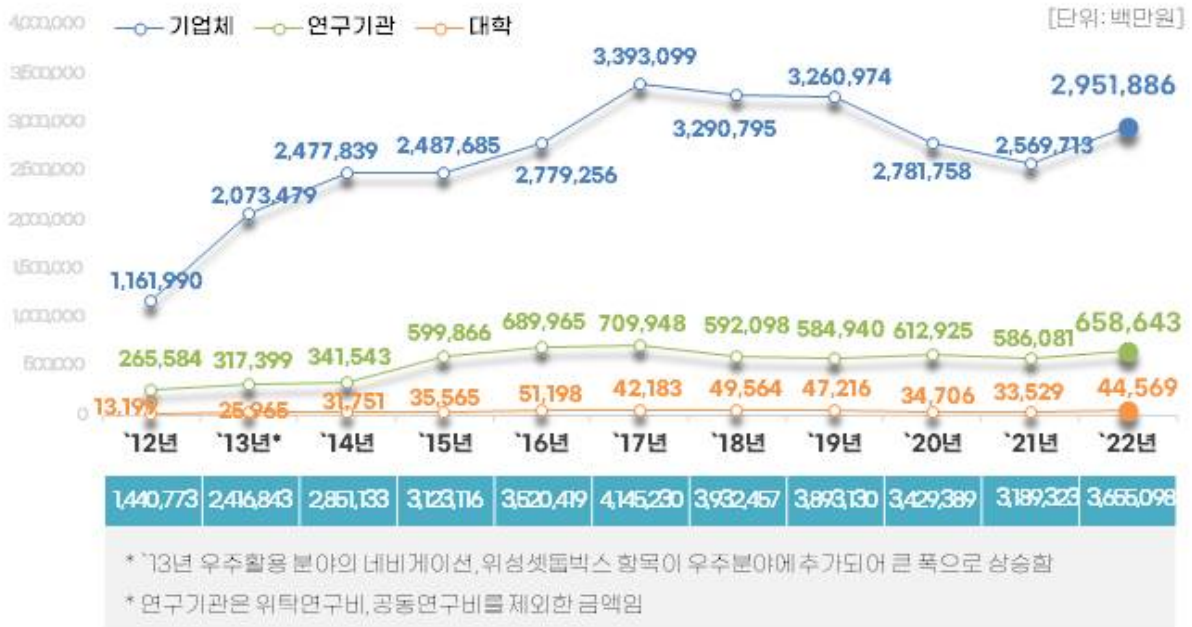 [단위: 백만원]
4,000,000
기업체 연구기관 대학
3,500,000
3,000,000
2,500,000
2,000,000
1,500,000
1,000,000
500,000
0
1,161,990
2,073,479
2,477,839
2,487,685
2,779,256
3,393,099
3,290,795
3,260,974
2,781,758
2,569,713
2,951,886
265,584 317,399 341,543 599,866 689,965 709,948 592,098 584,940 612,925 586,081 658,643
13,199 25,965 31,751 35,565 51,198 42,183 49,564 47,216 34,706 33,529 44,569
`12년 `13년* `14년 `15년 `16년 `17년 `18년 `19년 `20년 `21년 `22년
1,440,773 2,416,843 2,851,133 3,123,116 3,520,419 4,145,230 3,932,457 3,893,130 3,429,389 3,189,323 3,655,098
* `13년 우주활용 분야의 네비게이션, 위성셋톱박스 항목이 우주분야에 추가되어 큰 폭으로 상승함
* 연구기관은 위탁연구비, 공동연구비를 제외한 금액임